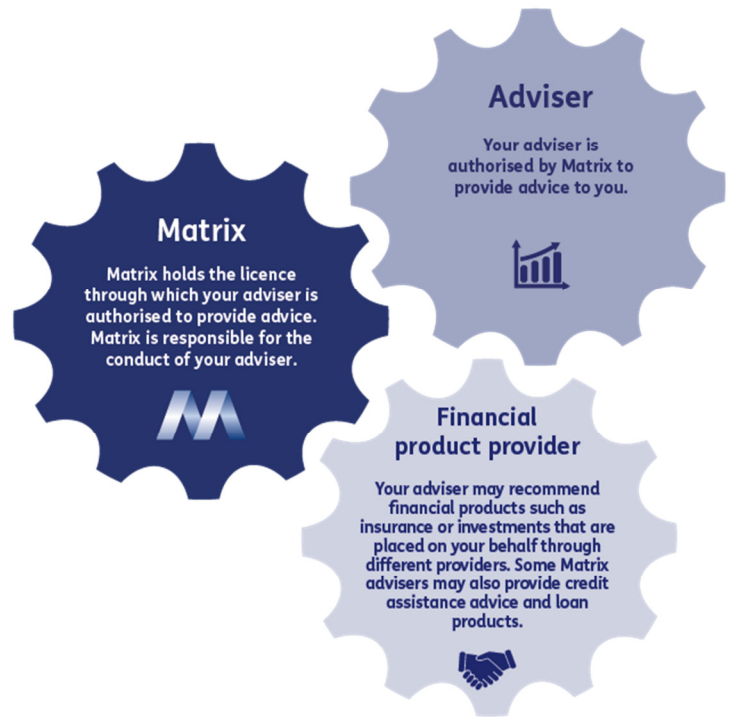 Adviser
Your adviser is
authorised by Matrix to
provide advice to you.
Matrix
Matrix holds the licence
through which your adviser is
authorised to provide advice.
Matrix is responsible for the
conduct of your adviser.
Financial
product provider
Your adviser may recommend
financial products such as
insurance or investments that are
placed on your behalf through
different providers. Some Matrix
advisers may also provide credit
assistance advice and loan
products.